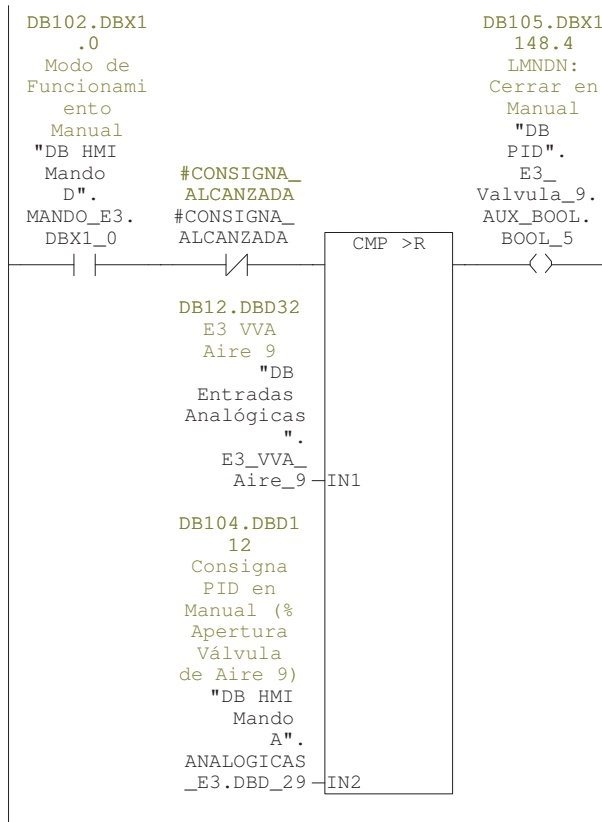 DB102.DBX1
.0
Modo de
Funcionami
ento
Manual
"DB HMI
Mando
D".
MANDO_E3.
DBX1_0
#CONSIGNA_
ALCANZADA
#CONSIGNA_
ALCANZADA
CMP >R
DB105.DBX1
148.4
LMNDN:
Cerrar en
Manual
"DB
PID".
E3_
Valvula_9.
AUX_BOOL.
BOOL_5
DB12.DBD32
E3 VVA
Aire 9
"DB
Entradas
Analógicas
".
E3_VVA_
Aire_9
IN1
DB104.DBD1
12
Consigna
PID en
Manual (%
Apertura
Válvula
de Aire 9)
"DB HMI
Mando
A".
ANALOGICAS
_E3.DBD_29
IN2